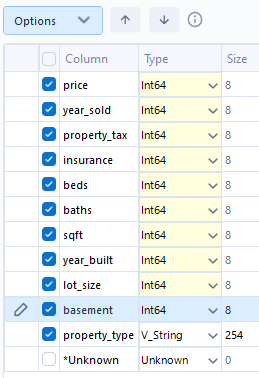 Options
Column Type Size
price Int64 8
year_sold Int64 8
property_tax Int64 8
insurance Int64 8
beds Int64 8
baths Int64 8
sqft Int64 8
year_built Int64 8
lot_size Int64 8
basement Int64 8
property_type V_String 254
*Unknown Unknown 0